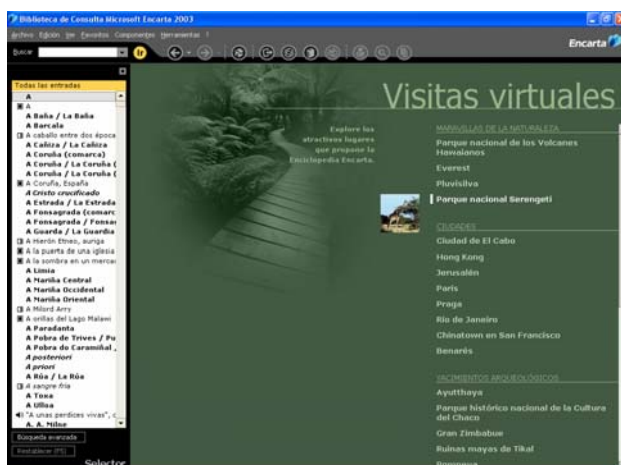 Biblioteca de Consulta Microsoft Encarta 2003
Archivo Edición Ver Favoritos Componentes Herramientas ?
Buscar
Ir
Encarta
Todas las entradas
A
A
A Baña / La Baña
A Barcala
A caballo entre dos época
A Cañiza / La Cañiza
A Coruña (comarca)
A Coruña / La Coruña (
A Coruña / La Coruña (
A Coruña, España
A Cristo crucificado
A Estrada / La Estrada
A Fonsagrada (comarc
A Fonsagrada / Fonsa
A Guarda / La Guardia
A Hierón Etneo, auriga
A la puerta de una iglesia
A la sombra en un mercad
A Limia
A Mariña Central
A Mariña Occidental
A Mariña Oriental
A Milord Arry
A orillas del Lago Malawi
A Paradanta
A Pobra de Trives / Pu
A Pobra do Caramiñal ,
A posteriori
A priori
A Rúa / La Rúa
A sangre fría
A Toxa
A Ulloa
"A unas perdices vivas", c
A. A. Milne
Búsqueda avanzada
Restablecer (F5)
Selector
Visitas virtuales
Explore los
atractivos lugares
que propone la
Enciclopedia Encarta.
MARAVILLAS DE LA NATURALEZA
Parque nacional de los Volcanes
Hawaianos
Everest
Pluvisilva
Parque nacional Serengeti
CIUDADES
Ciudad de El Cabo
Hong Kong
Jerusalén
París
Praga
Río de Janeiro
Chinatown en San Francisco
Benarés
YACIMIENTOS ARQUEOLÓGICOS
Ayutthaya
Parque histórico nacional de la Cultura
del Chaco
Gran Zimbabue
Ruinas mayas de Tikal
Pompeya